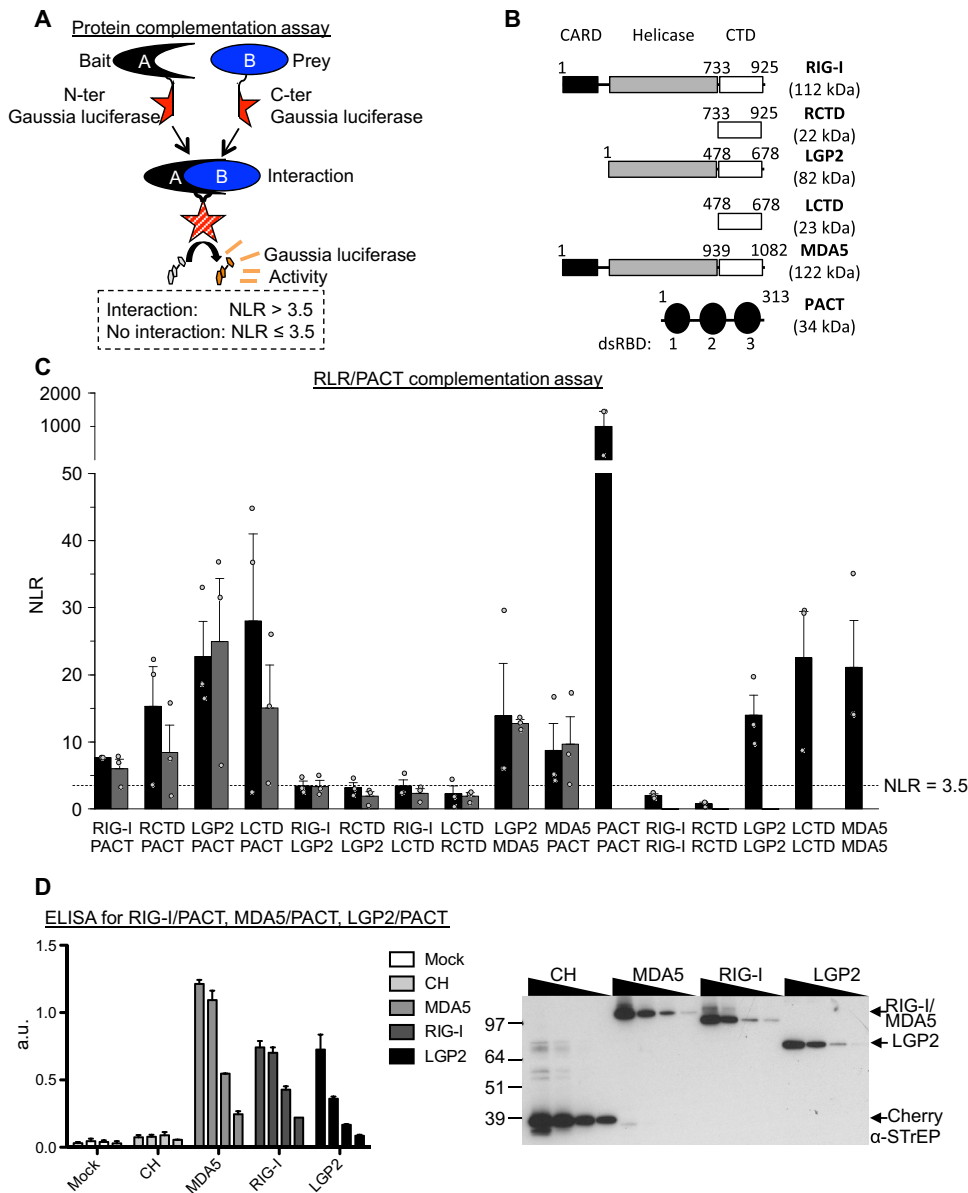 A
Protein complementation assay
Bait
A
B
Prey
N-ter
Gaussia luciferase
C-ter
Gaussia luciferase
A
B
Interaction
Gaussia luciferase
Activity
Interaction: NLR > 3.5
No interaction: NLR ≤ 3.5
B
CARD Helicase CTD
1 733 925 RIG-I
(112 kDa)
733 925 RCTD
(22 kDa)
1 478 678 LGP2
(82 kDa)
478 678 LCTD
(23 kDa)
1 939 1082 MDA5
(122 kDa)
1 313 PACT
(34 kDa)
dsRBD: 1 2 3
C
RLR/PACT complementation assay
2000
1000
50
40
30
20
10
0
NLR
NLR = 3.5
RIG-I RCTD LGP2 LCTD RIG-I RCTD RIG-I LCTD LGP2 MDA5 PACT RIG-I RCTD LGP2 LCTD MDA5
PACT PACT PACT PACT LGP2 LGP2 LCTD RCTD MDA5 PACT PACT RIG-I RCTD LGP2 LCTD MDA5
D
ELISA for RIG-I/PACT, MDA5/PACT, LGP2/PACT
1.5
1.0
0.5
0.0
a.u.
Mock CH MDA5 RIG-I LGP2
Mock
CH
MDA5
RIG-I
LGP2
CH MDA5 RIG-I LGP2
97
64
51
39
RIG-I/
MDA5
LGP2
Cherry
α-STrEP